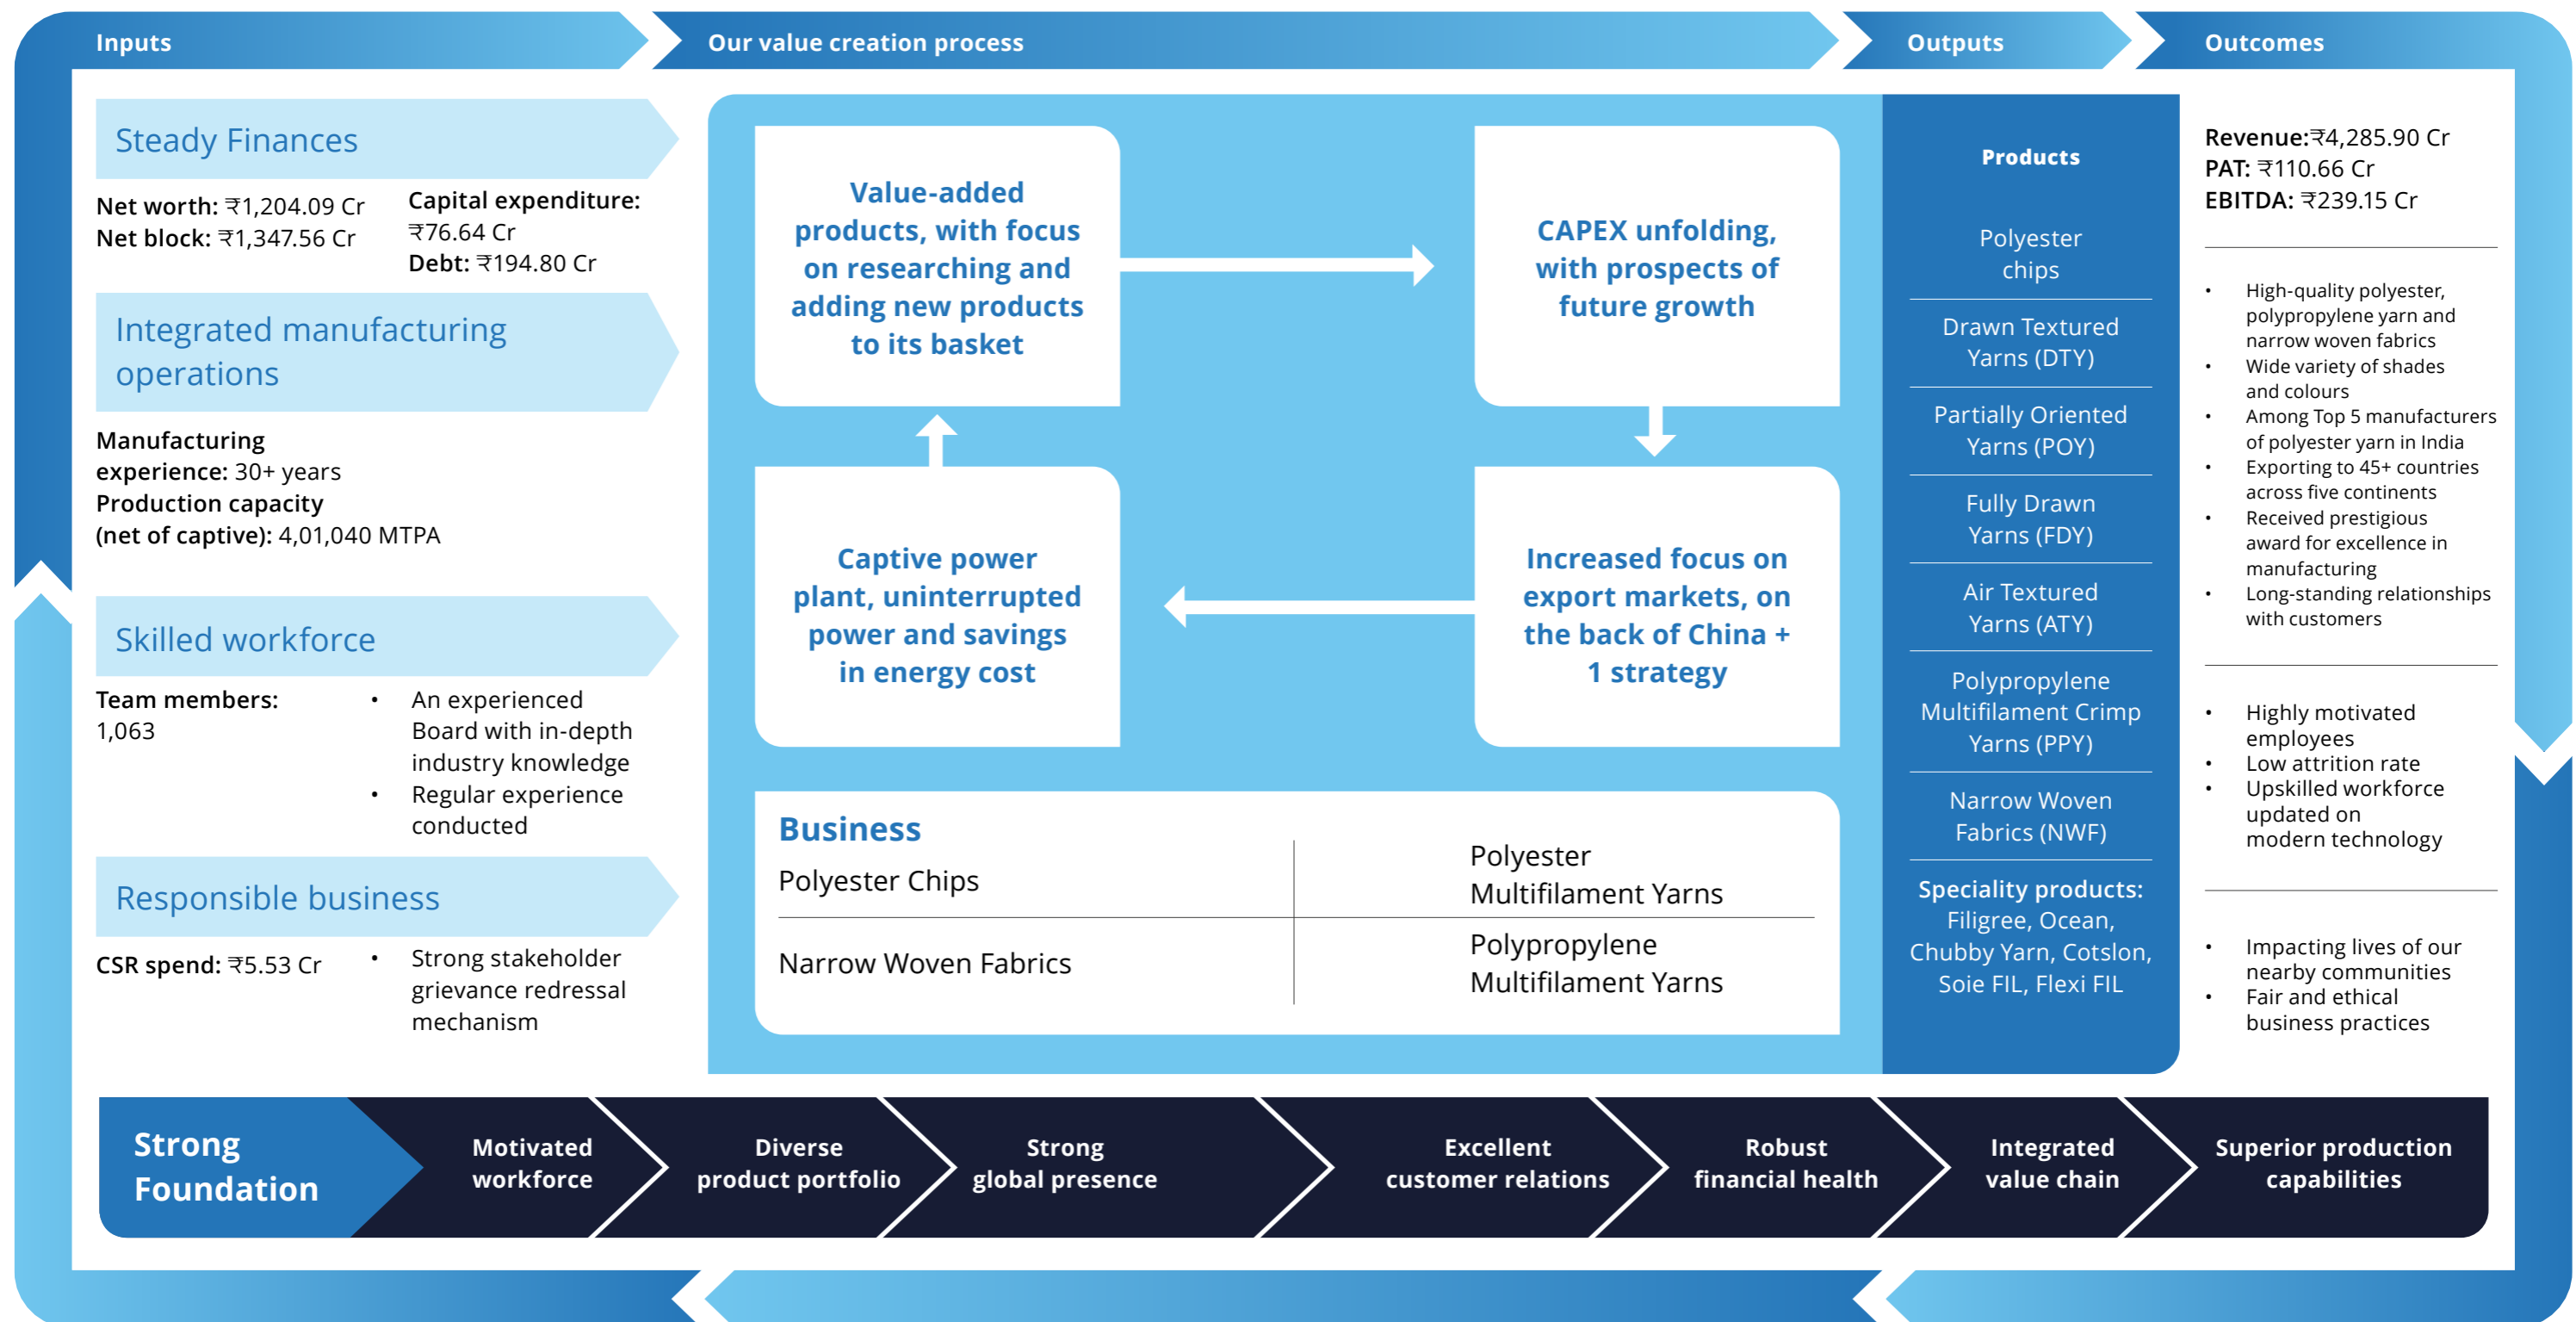 Inputs
Our value creation process
Outputs
Outcomes
Steady Finances
Net worth: ₹1,204.09 Cr
Net block: ₹1,347.56 Cr
Capital expenditure:
₹76.64 Cr
Debt: ₹194.80 Cr
Integrated manufacturing
operations
Manufacturing
experience: 30+ years
Production capacity
(net of captive): 4,01,040 MTPA
Skilled workforce
Team members:
1,063
• An experienced
Board with in-depth
industry knowledge
• Regular experience
conducted
Responsible business
CSR spend: ₹5.53 Cr
• Strong stakeholder
grievance redressal
mechanism
Value-added
products, with focus
on researching and
adding new products
to its basket
CAPEX unfolding,
with prospects of
future growth
Captive power
plant, uninterrupted
power and savings
in energy cost
Increased focus on
export markets, on
the back of China +
1 strategy
Business
Polyester Chips
Polyester
Multifilament Yarns
Narrow Woven Fabrics
Polypropylene
Multifilament Yarns
Products
Polyester
chips
Drawn Textured
Yarns (DTY)
Partially Oriented
Yarns (POY)
Fully Drawn
Yarns (FDY)
Air Textured
Yarns (ATY)
Polypropylene
Multifilament Crimp
Yarns (PPY)
Narrow Woven
Fabrics (NWF)
Speciality products:
Filigree, Ocean,
Chubby Yarn, Cotslon,
Soie FIL, Flexi FIL
Revenue:₹4,285.90 Cr
PAT: ₹110.66 Cr
EBITDA: ₹239.15 Cr
• High-quality polyester,
polypropylene yarn and
narrow woven fabrics
• Wide variety of shades
and colours
• Among Top 5 manufacturers
of polyester yarn in India
• Exporting to 45+ countries
across five continents
• Received prestigious
award for excellence in
manufacturing
• Long-standing relationships
with customers
• Highly motivated
employees
• Low attrition rate
• Upskilled workforce
updated on
modern technology
• Impacting lives of our
nearby communities
• Fair and ethical
business practices
Strong
Foundation
Motivated
workforce
Diverse
product portfolio
Strong
global presence
Excellent
customer relations
Robust
financial health
Integrated
value chain
Superior production
capabilities